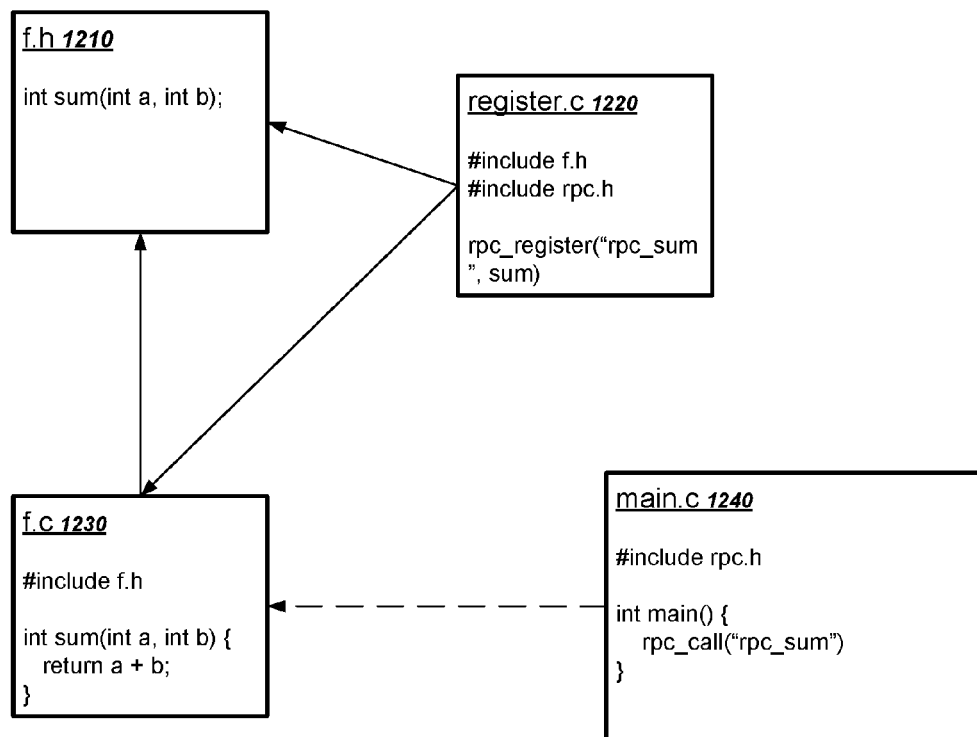 f.h 1210
int sum(int a, int b);
register.c 1220
#include f.h
#include rpc.h
rpc_register(“rpc_sum
”, sum)
f.c 1230
#include f.h
int sum(int a, int b) {
return a + b;
}
main.c 1240
#include rpc.h
int main() {
rpc_call(“rpc_sum”)
}